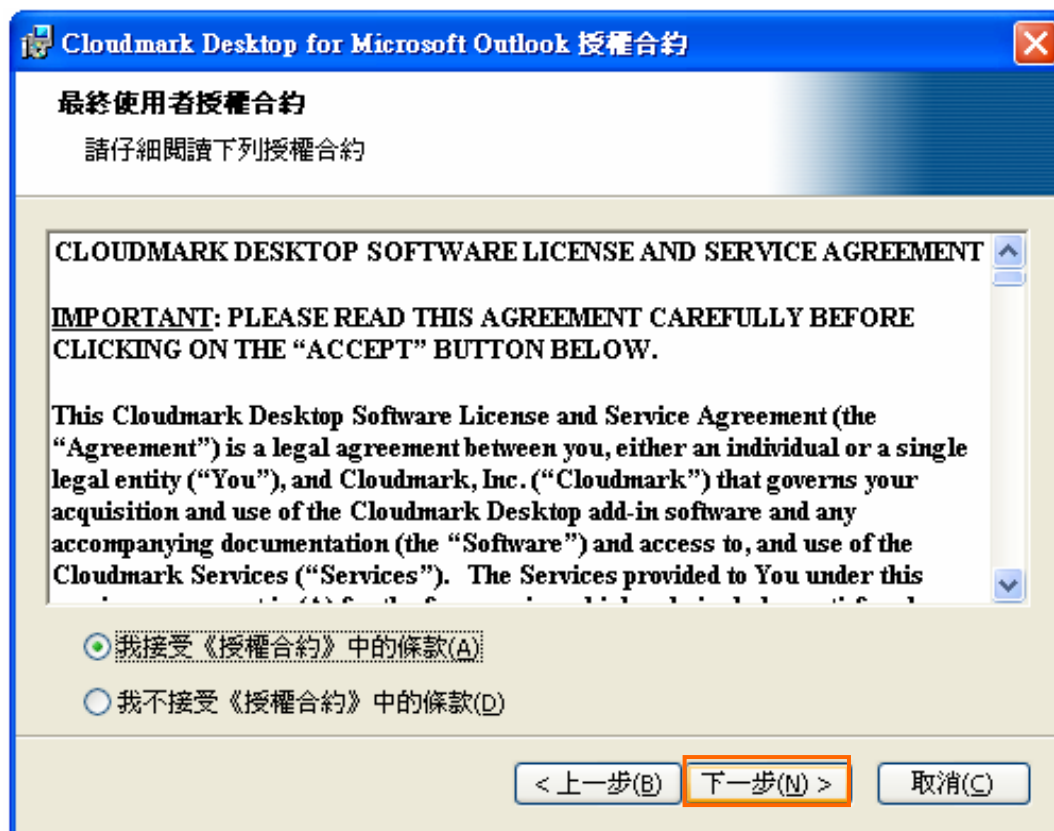 Cloudmark Desktop for Microsoft Outlook 授權合約
最終使用者授權合約
請仔細閱讀下列授權合約
CLOUDMARK DESKTOP SOFTWARE LICENSE AND SERVICE AGREEMENT
IMPORTANT: PLEASE READ THIS AGREEMENT CAREFULLY BEFORE
CLICKING ON THE “ACCEPT” BUTTON BELOW.
This Cloudmark Desktop Software License and Service Agreement (the
“Agreement”) is a legal agreement between you, either an individual or a single
legal entity (“You”), and Cloudmark, Inc. (“Cloudmark”) that governs your
acquisition and use of the Cloudmark Desktop add-in software and any
accompanying documentation (the “Software”) and access to, and use of the
Cloudmark Services (“Services”).   The Services provided to You under this
我接受《授權合約》中的條款(A)
我不接受《授權合約》中的條款(D)
< 上一步(B) 下一步(N) > 取消(C)